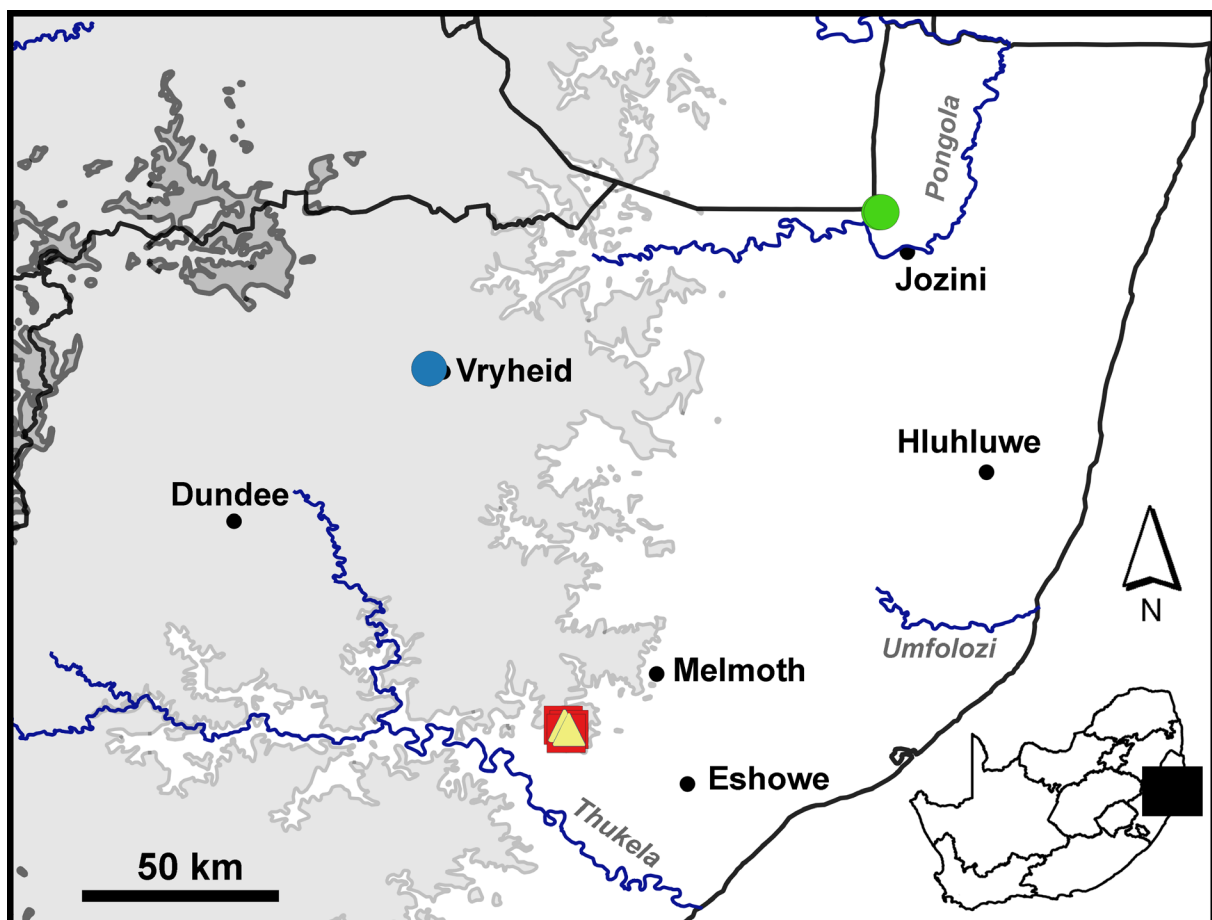 Pongola
Jozini
Vryheid
Hluhluwe
Dundee
N
Umfolozi
Melmoth
Eshowe
Thukela
50 km